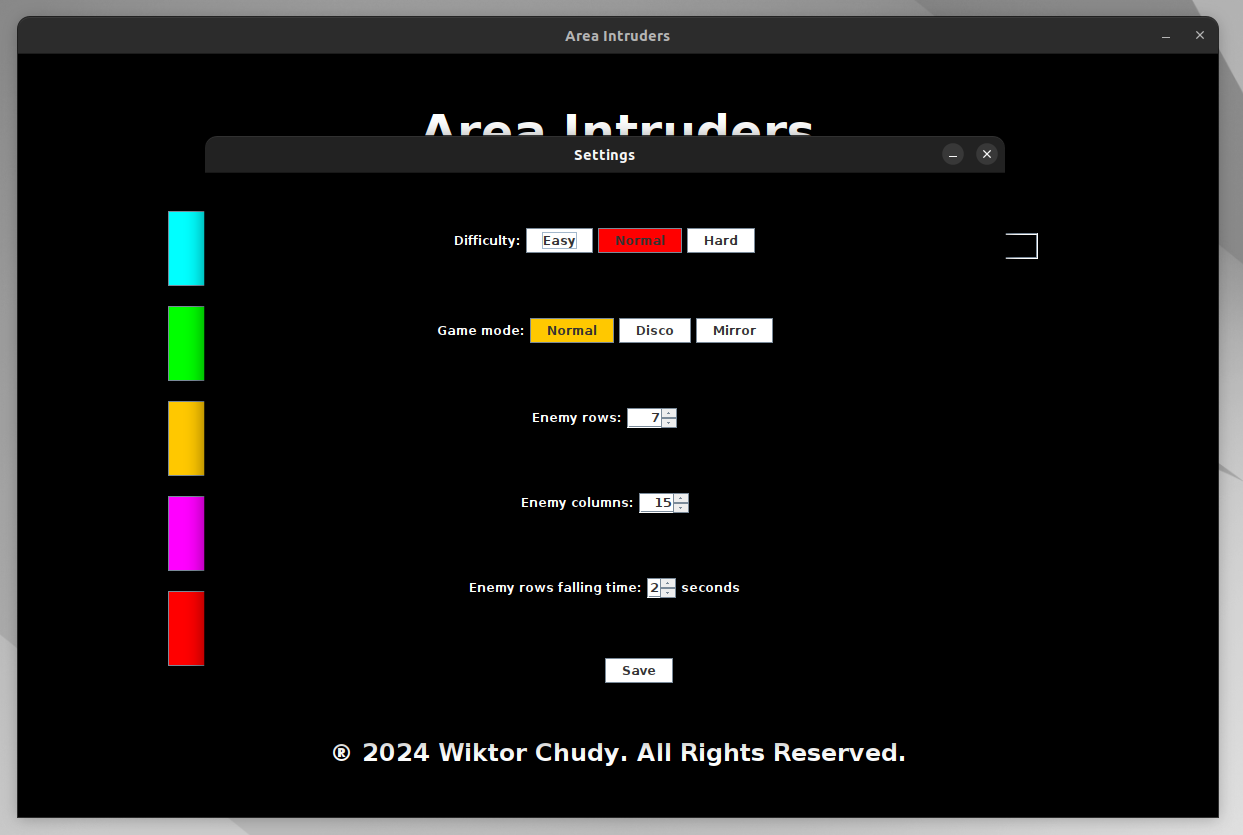 Area Intruders
Area Intruders
Settings
Difficulty: Easy Normal Hard
Game mode: Normal Disco Mirror
Enemy rows: 7
Enemy columns: 15
Enemy rows falling time: 2 seconds
Save
® 2024 Wiktor Chudy. All Rights Reserved.